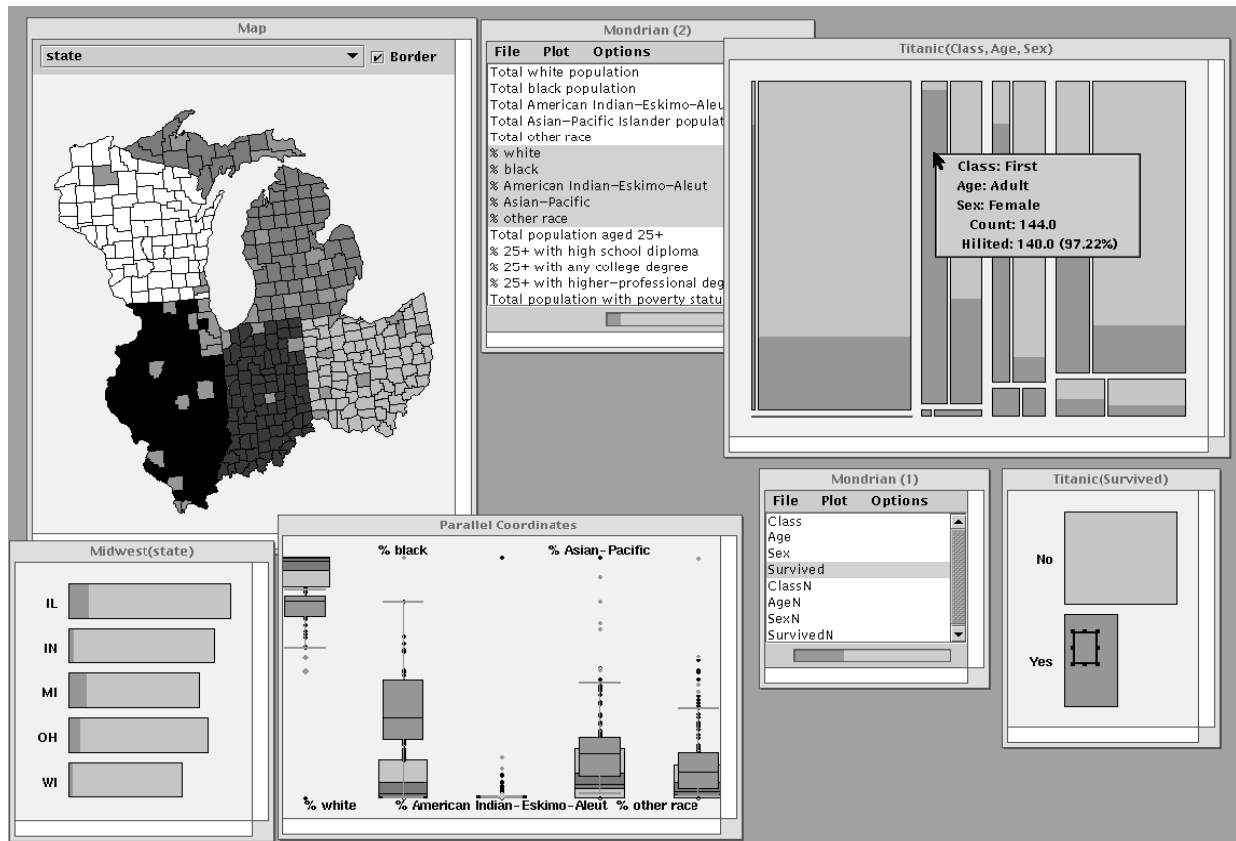 Map
state
Border
Mondrian (2)
File Plot Options
Total white population
Total black population
Total American Indian-Eskimo-Aleu
Total Asian-Pacific Islander populat
Total other race
% white
% black
% American Indian-Eskimo-Aleut
% Asian-Pacific
% other race
Total population aged 25+
% 25+ with high school diploma
% 25+ with any college degree
% 25+ with higher-professional deg
Total population with poverty statu
Titanic(Class, Age, Sex)
Class: First
Age: Adult
Sex: Female
Count: 144.0
Hilited: 140.0 (97.22%)
Mondrian (1)
File Plot Options
Class
Age
Sex
Survived
ClassN
AgeN
SexN
SurvivedN
Titanic(Survived)
No
Yes
Midwest(state)
IL
IN
MI
OH
WI
Parallel Coordinates
% black % Asian-Pacific
% white % American Indian-Eskimo-Aleut % other race